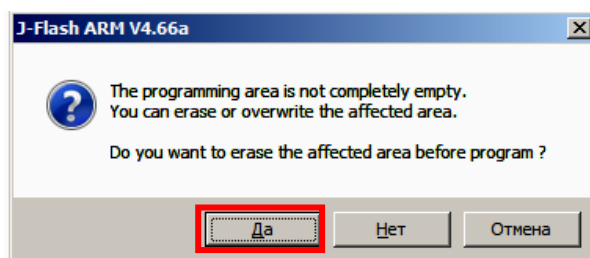 J-Flash ARM V4.66a
The programming area is not completely empty.
You can erase or overwrite the affected area.
Do you want to erase the affected area before program ?
Да
Нет
Отмена